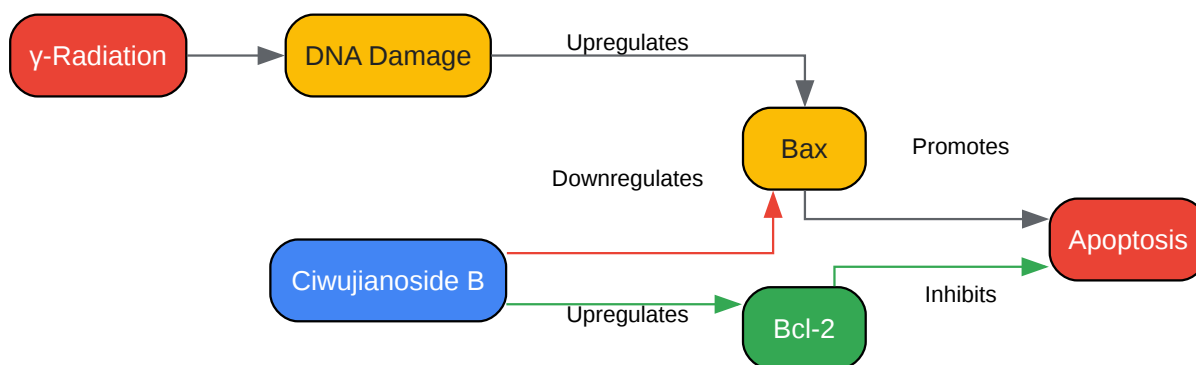 γ-Radiation
DNA Damage
Upregulates
Bax
Promotes
Downregulates
Apoptosis
Ciwujianoside B
Upregulates
Bcl-2
Inhibits